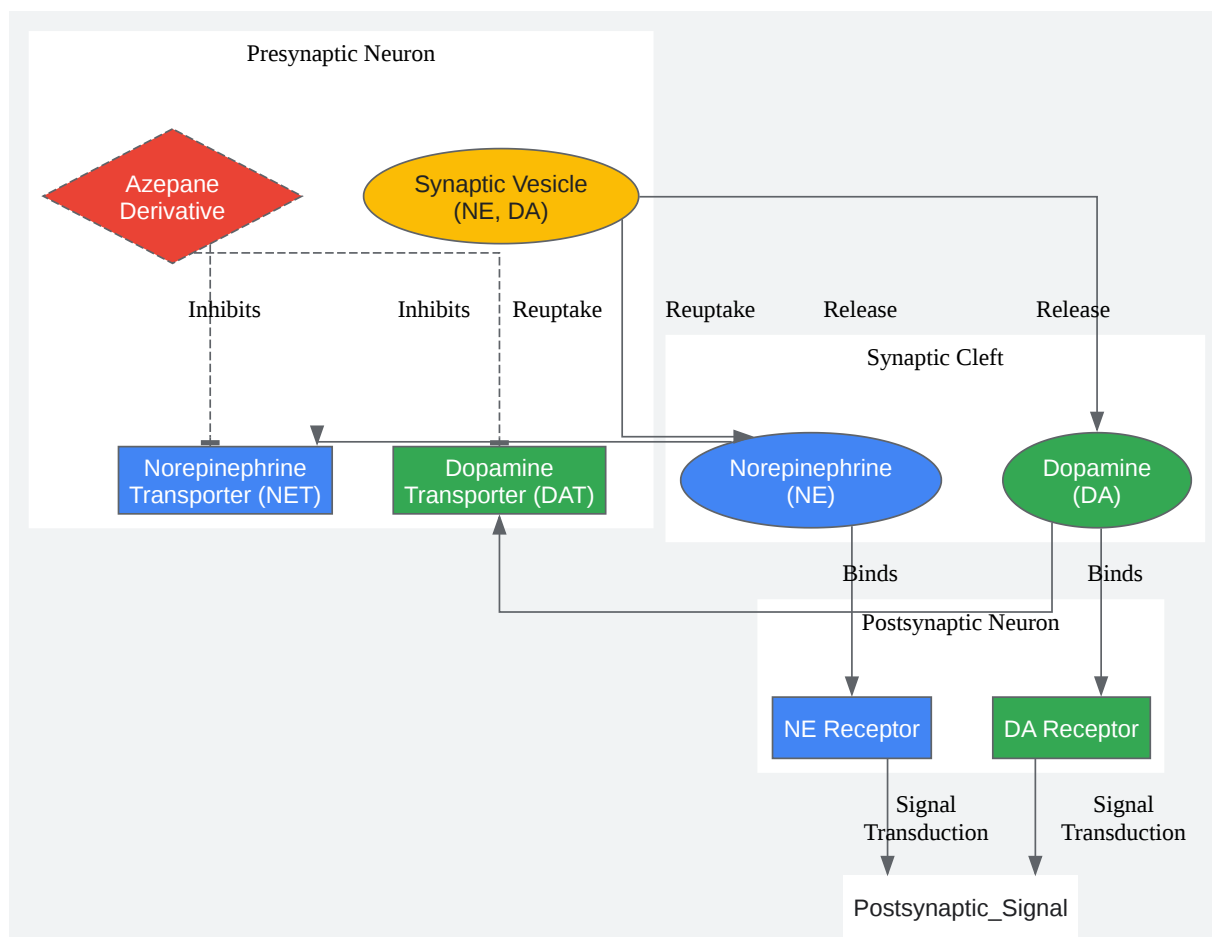 Presynaptic Neuron
Azepane
Derivative
Synaptic Vesicle
(NE, DA)
Inhibits
Inhibits
Reuptake
Reuptake
Release
Release
Synaptic Cleft
Norepinephrine
Transporter (NET)
Dopamine
Transporter (DAT)
Norepinephrine
(NE)
Dopamine
(DA)
Binds
Binds
Postsynaptic Neuron
NE Receptor
DA Receptor
Signal
Transduction
Signal
Transduction
Postsynaptic_Signal